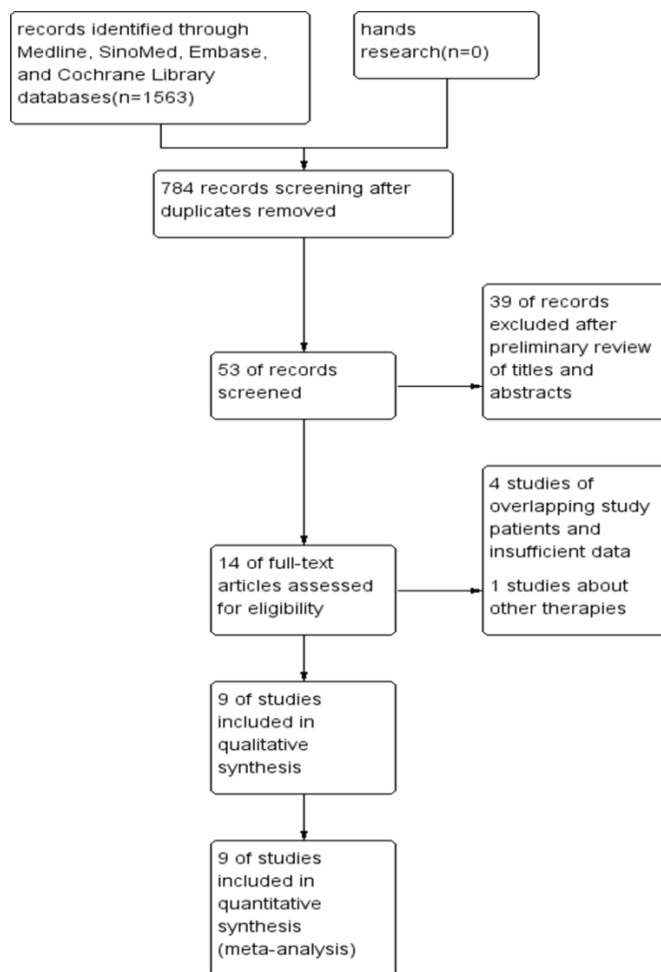 records identified through
Medline, SinoMed, Embase,
and Cochrane Library
databases(n=1563)
hands
research(n=0)
784 records screening after
duplicates removed
39 of records
excluded after
preliminary review
of titles and
abstracts
53 of records
screened
4 studies of
overlapping study
patients and
insufficient data
1 studies about
other therapies
14 of full-text
articles assessed
for eligibility
9 of studies
included in
qualitative
synthesis
9 of studies
included in
quantitative
synthesis
(meta-analysis)